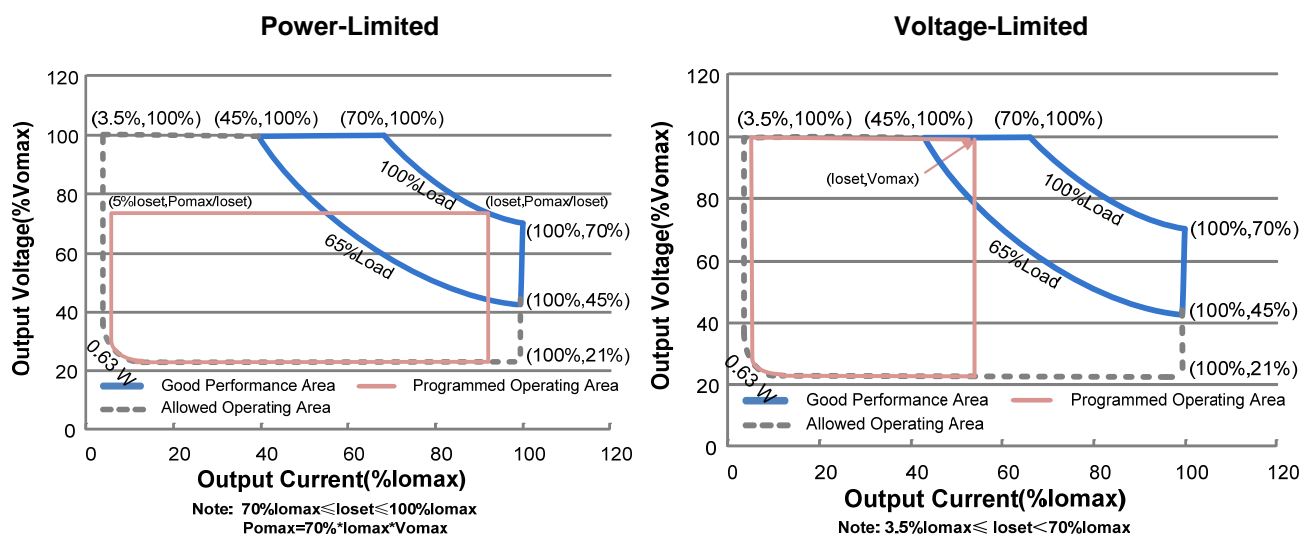 Power-Limited
Output Voltage(%Vomax)
120
100
80
60
40
20
0
(3.5%,100%)
(45%,100%)
(70%,100%)
100%Load
65%Load
(5%Ioset,Pomax/Ioset)
(Ioset,Pomax/Ioset)
(100%,70%)
(100%,45%)
(100%,21%)
0.63 W
Good Performance Area
Programmed Operating Area
Allowed Operating Area
0 20 40 60 80 100 120
Output Current(%Iomax)
Note: 70%Iomax≤Ioset≤100%Iomax
Pomax=70%*Iomax*Vomax
Voltage-Limited
Output Voltage(%Vomax)
120
100
80
60
40
20
0
(3.5%,100%)
(45%,100%)
(70%,100%)
(Ioset,Vomax)
100%Load
65%Load
(100%,70%)
(100%,45%)
(100%,21%)
0.63 W
Good Performance Area
Programmed Operating Area
Allowed Operating Area
0 20 40 60 80 100 120
Output Current(%Iomax)
Note: 3.5%Iomax≤ Ioset<70%Iomax